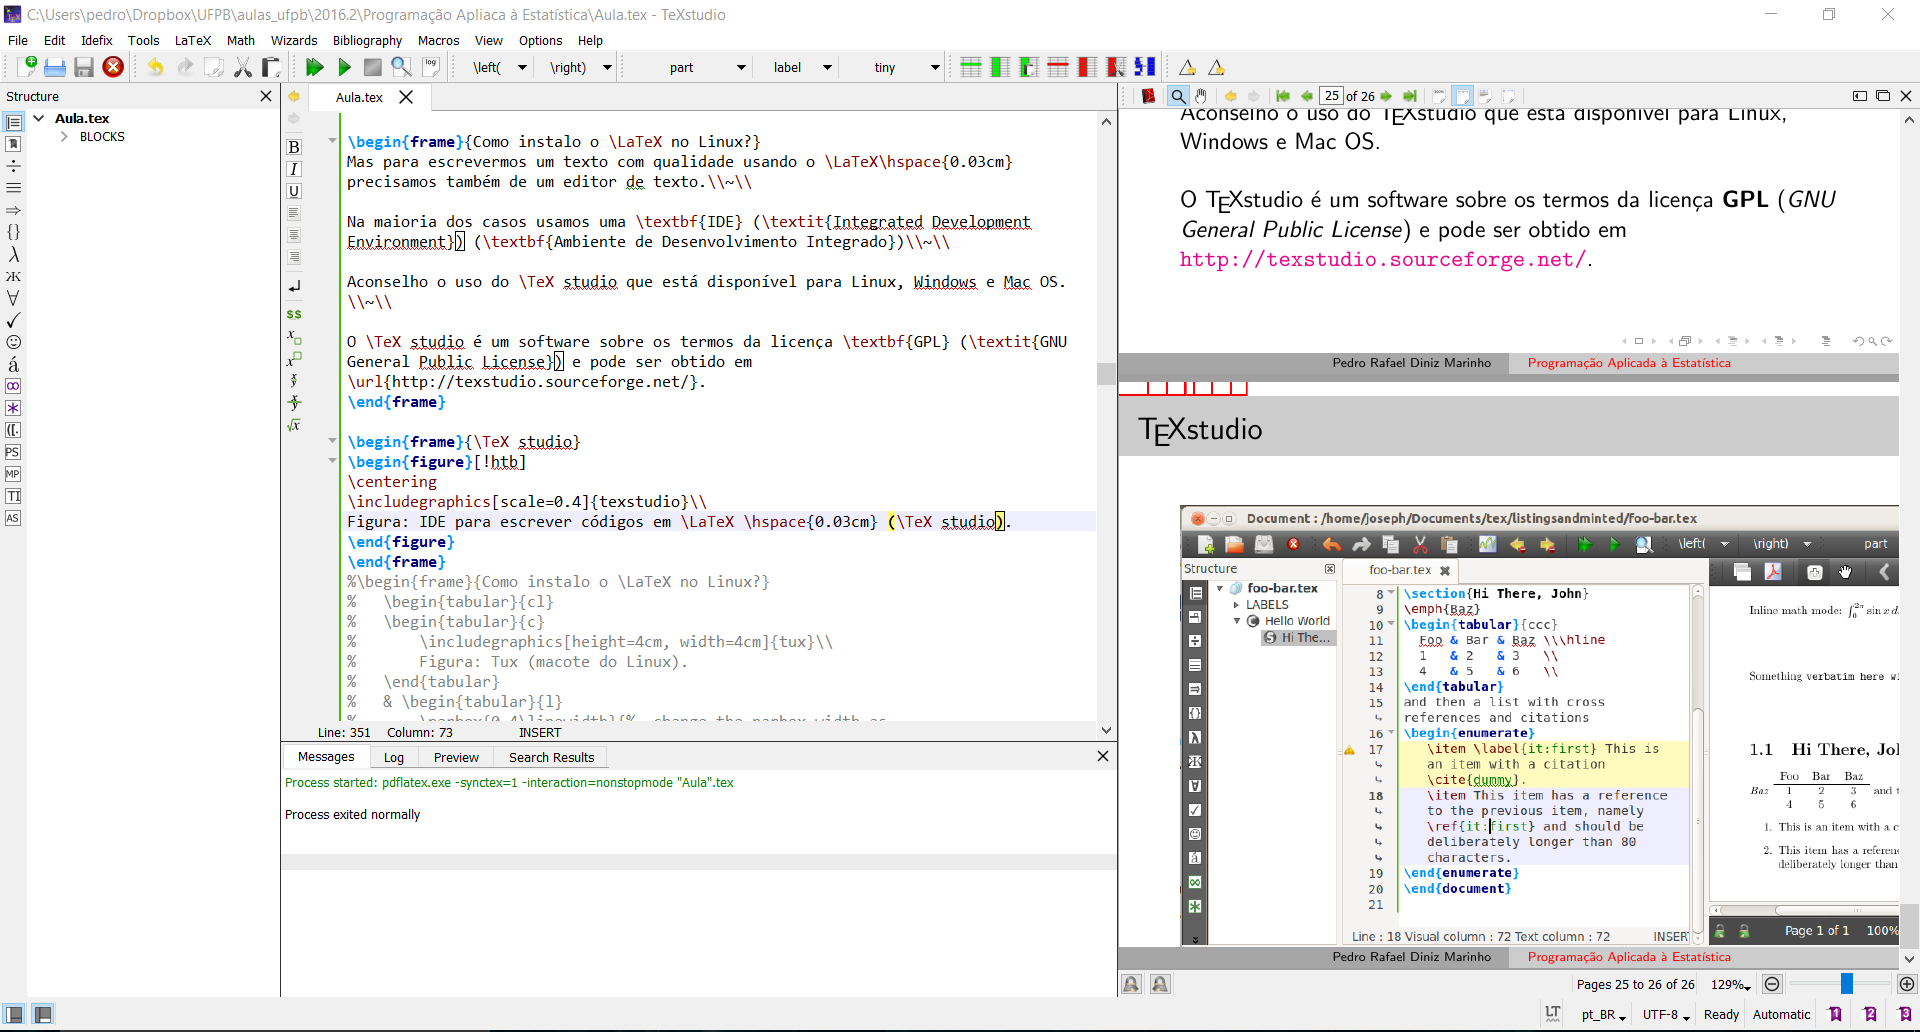 C:\Users\pedro\Dropbox\UFPB\aulas_ufpb\2016.2\Programação Apliaca à Estatística\Aula.tex - TeXstudio
File Edit Idefix Tools LaTeX Math Wizards Bibliography Macros View Options Help
log \left( \right) part label tiny
Structure
Aula.tex
BLOCKS
PS
MP
TI
AS
Aula.tex
\begin{frame}{Como instalo o \LaTeX no Linux?}
Mas para escrevermos um texto com qualidade usando o \LaTeX\hspace{0.03cm}
precisamos também de um editor de texto.\\~\\
Na maioria dos casos usamos uma \textbf{IDE} (\textit{Integrated Development
Environment}) (\textbf{Ambiente de Desenvolvimento Integrado})\\~\\
Aconselho o uso do \TeX studio que está disponível para Linux, Windows e Mac OS.
\\~\\
O \TeX studio é um software sobre os termos da licença \textbf{GPL} (\textit{GNU
General Public License}) e pode ser obtido em
\url{http://texstudio.sourceforge.net/}.
\end{frame}
\begin{frame}{\TeX studio}
\begin{figure}[!htb]
\centering
\includegraphics[scale=0.4]{texstudio}\\
Figura: IDE para escrever códigos em \LaTeX \hspace{0.03cm} (\TeX studio).
\end{figure}
\end{frame}
%\begin{frame}{Como instalo o \LaTeX no Linux?}
% \begin{tabular}{cl}
% \begin{tabular}{c}
% \includegraphics[height=4cm, width=4cm]{tux}\\
% Figura: Tux (macote do Linux).
% \end{tabular}
% & \begin{tabular}{l}
% \parbox{0.4\linewidth}{% change the parbox width as
Line: 351 Column: 73 INSERT
Messages Log Preview Search Results
Process started: pdflatex.exe -synctex=1 -interaction=nonstopmode "Aula".tex
Process exited normally
25 of 26
Aconselho o uso do TEXstudio que está disponível para Linux,
Windows e Mac OS.
O TEXstudio é um software sobre os termos da licença GPL (GNU
General Public License) e pode ser obtido em
http://texstudio.sourceforge.net/.
Pedro Rafael Diniz Marinho Programação Aplicada à Estatística
TEXstudio
Document : /home/joseph/Documents/tex/listingsandminted/foo-bar.tex
\left( \right) part
Structure
foo-bar.tex
LABELS
Hello World
Hi The...
foo-bar.tex
8 \section{Hi There, John}
9 \emph{Baz}
10 \begin{tabular}{ccc}
11 Foo & Bar & Baz \\\hline
12 1 & 2 & 3 \\
13 4 & 5 & 6 \\
14 \end{tabular}
15 and then a list with cross
references and citations
16 \begin{enumerate}
17 \item \label{it:first} This is
an item with a citation
\cite{dummy}.
18 \item This item has a reference
to the previous item, namely
\ref{it:first} and should be
deliberately longer than 80
characters.
19 \end{enumerate}
20 \end{document}
21
Line : 18 Visual column : 72 Text column : 72 INSERT
Inline math mode: ∫₀²π sin x d
Something verbatim here wi
1.1 Hi There, Jo
Foo Bar Baz
Baz 1 2 3 and t
4 5 6
1. This is an item with a c
2. This item has a referenc
deliberately longer than
Page 1 of 1 100%
Pedro Rafael Diniz Marinho Programação Aplicada à Estatística
Pages 25 to 26 of 26 129%
LT pt_BR UTF-8 Ready Automatic 1 2 3